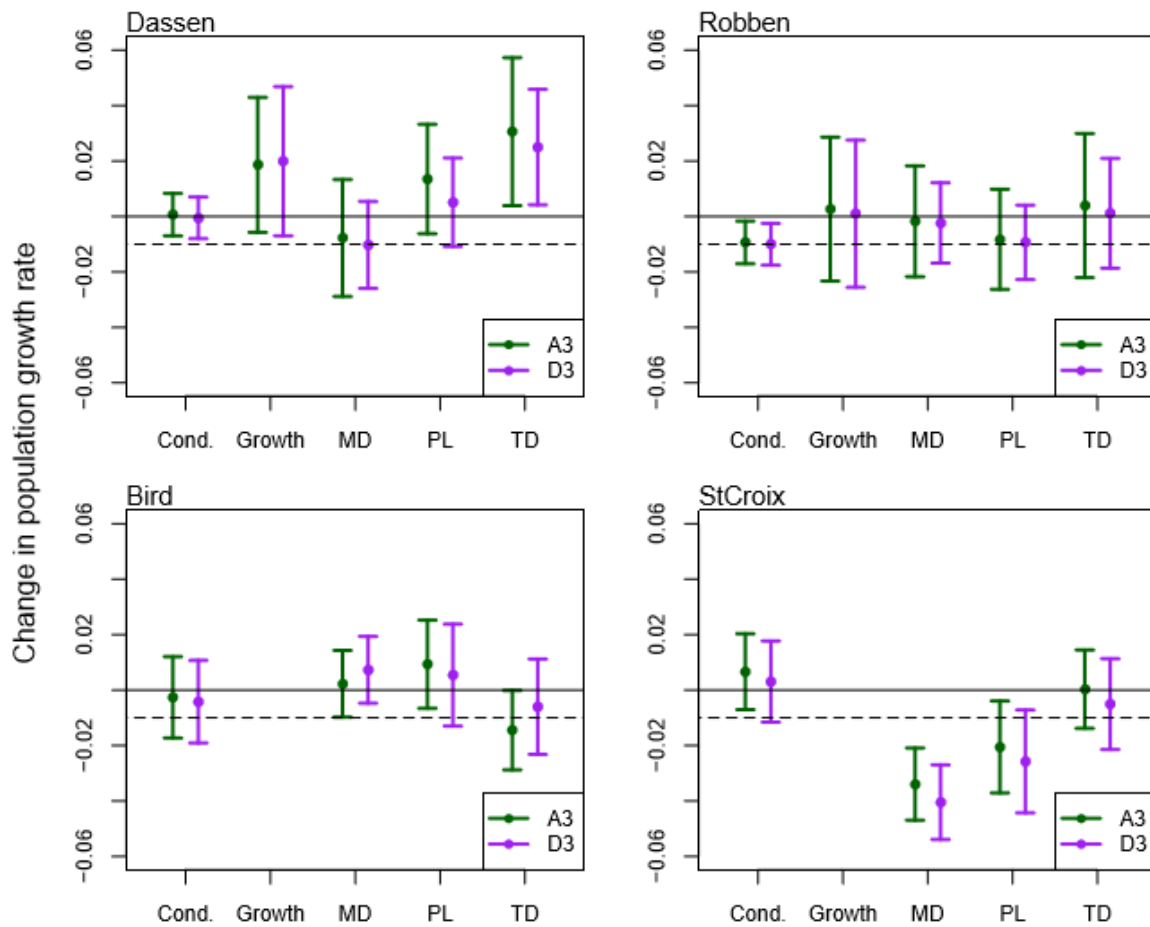 Change in population growth rate
Dassen
0.06
0.02
−0.02
−0.06
A3
D3
Cond. Growth MD PL TD
Robben
0.06
0.02
−0.02
−0.06
A3
D3
Cond. Growth MD PL TD
Bird
0.06
0.02
−0.02
−0.06
A3
D3
Cond. Growth MD PL TD
StCroix
0.06
0.02
−0.02
−0.06
A3
D3
Cond. Growth MD PL TD